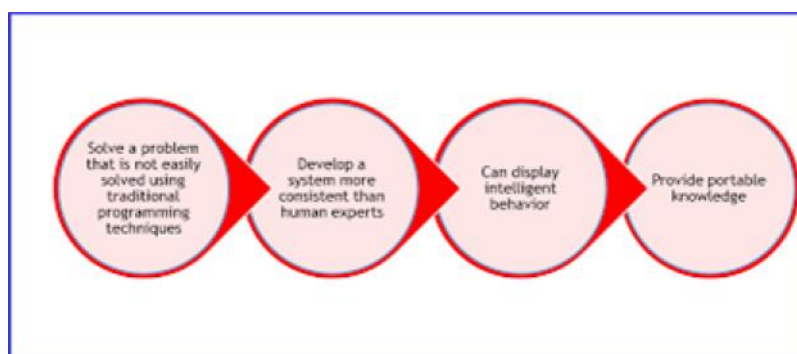 Solve a problem
that is not easily
solved using
traditional
programming
techniques
Develop a
system more
consistent than
human experts
Can display
intelligent
behavior
Provide portable
knowledge